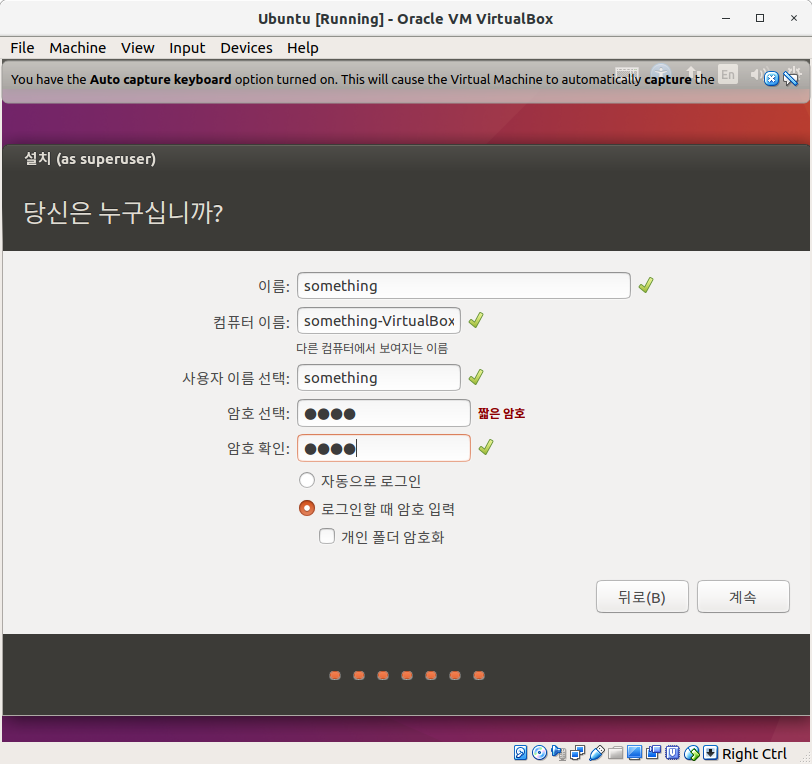 Ubuntu [Running] - Oracle VM VirtualBox
File Machine View Input Devices Help
You have the Auto capture keyboard option turned on. This will cause the Virtual Machine to automatically capture the
En
설치 (as superuser)
당신은 누구십니까?
이름: something
컴퓨터 이름: something-VirtualBox
다른 컴퓨터에서 보여지는 이름
사용자 이름 선택: something
암호 선택: ●●●● 짧은 암호
암호 확인: ●●●●
자동으로 로그인
로그인할 때 암호 입력
개인 폴더 암호화
뒤로(B) 계속
Right Ctrl